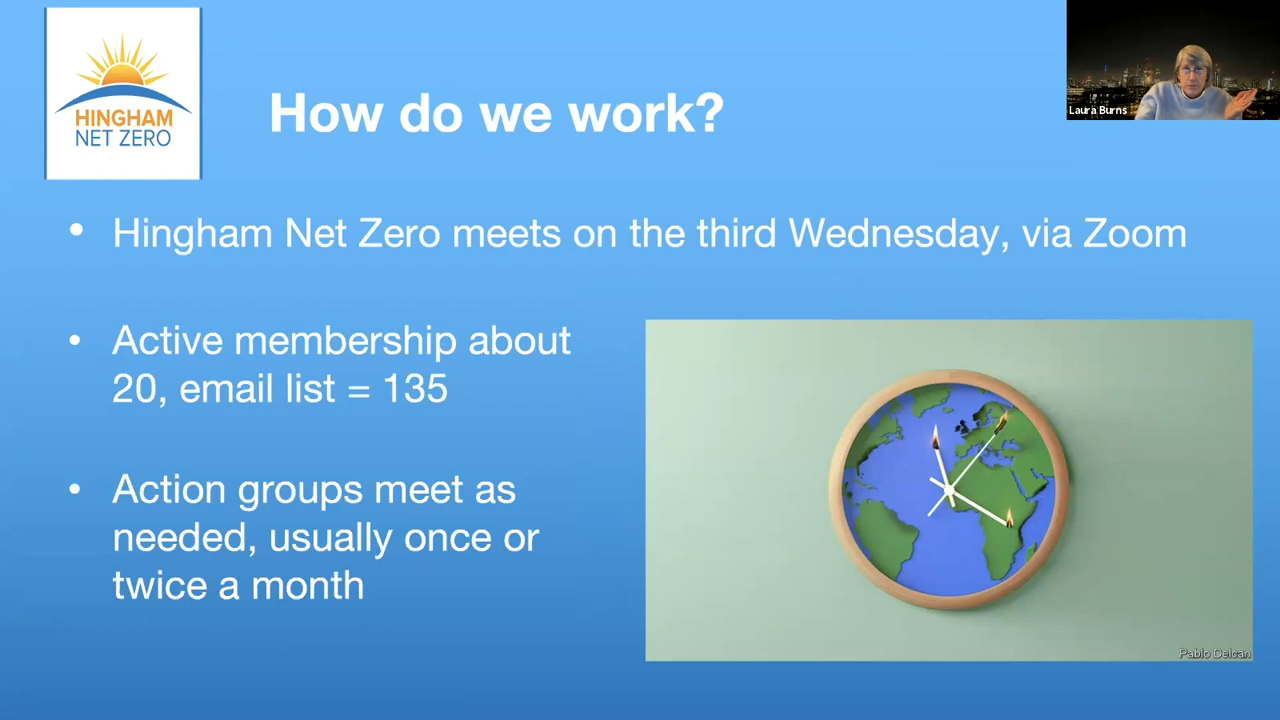 HINGHAM
NET ZERO
How do we work?
Laura Burns
• Hingham Net Zero meets on the third Wednesday, via Zoom
• Active membership about
20, email list = 135
• Action groups meet as
needed, usually once or
twice a month
Pablo Delcan